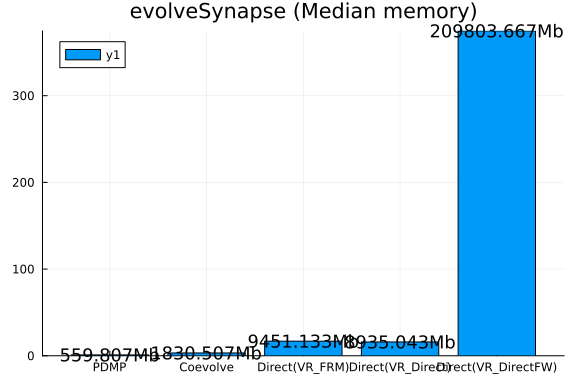 evolveSynapse (Median memory)
y1
209803.667Mb
300
200
100
0
9451.133Mb
8935.043Mb
559.807Mb
1830.507Mb
PDMP
Coevolve
Direct(VR_FRM)
Direct(VR_Direct)
Direct(VR_DirectFW)